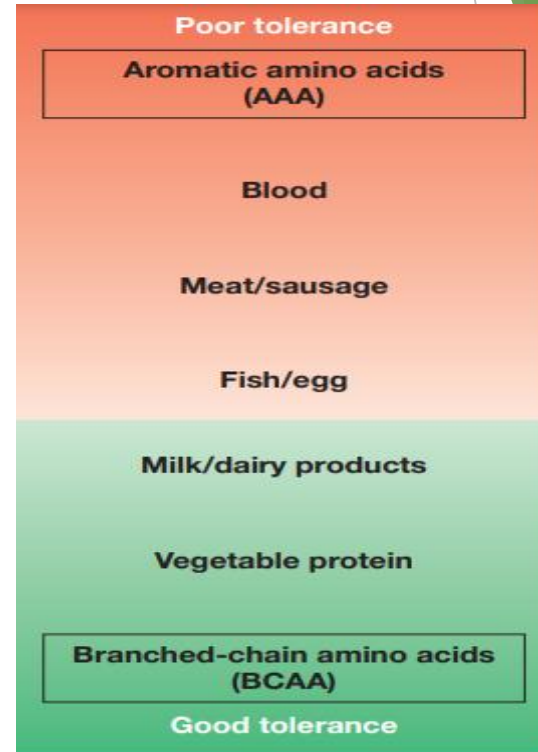 Poor tolerance
Aromatic amino acids
(AAA)
Blood
Meat/sausage
Fish/egg
Milk/dairy products
Vegetable protein
Branched-chain amino acids
(BCAA)
Good tolerance